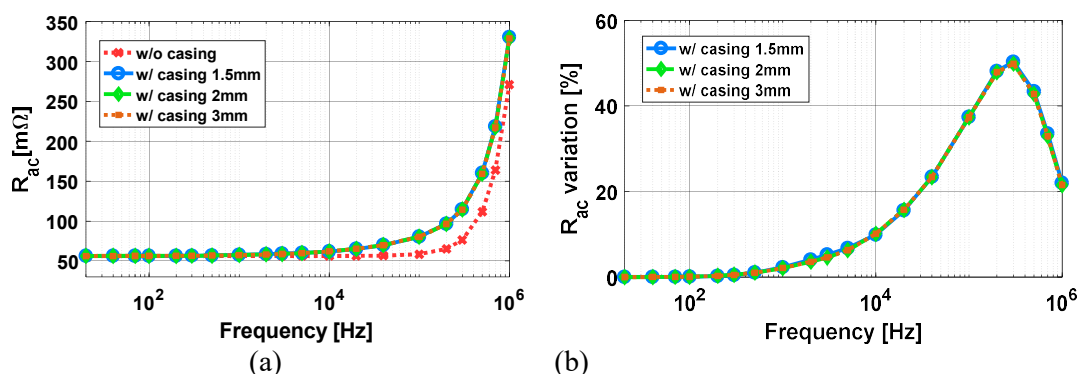 350
300
250
200
150
100
50
R_ac[mΩ]
w/o casing
w/ casing 1.5mm
w/ casing 2mm
w/ casing 3mm
10^2
10^4
10^6
Frequency [Hz]
(a)
60
40
20
0
R_ac variation [%]
w/ casing 1.5mm
w/ casing 2mm
w/ casing 3mm
10^2
10^4
10^6
Frequency [Hz]
(b)